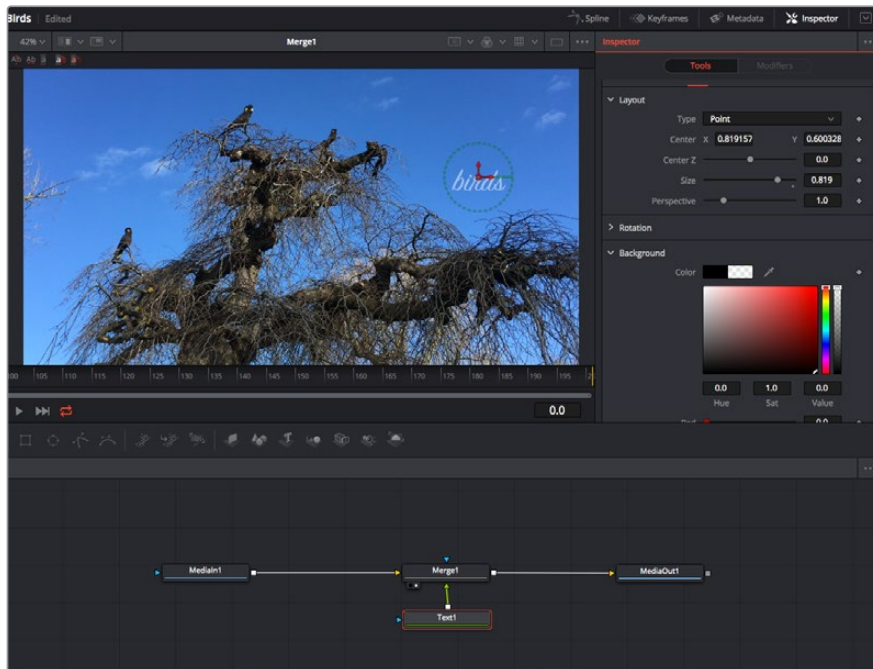 Birds Edited Spline Keyframes Metadata Inspector
42% Merge1 Inspector
Tools Modifiers
Layout
Type Point
Center X 0.819157 Y 0.600328
Center Z 0.0
Size 0.819
birds
Perspective 1.0
Rotation
Background
Color
105 110 115 120 125 130 135 140 145 150 155 160 165 170 175 180 185 190 195
0.0 1.0 0.0
Hue Sat Value
0.0
MediaIn1 Merge1 MediaOut1
Text1